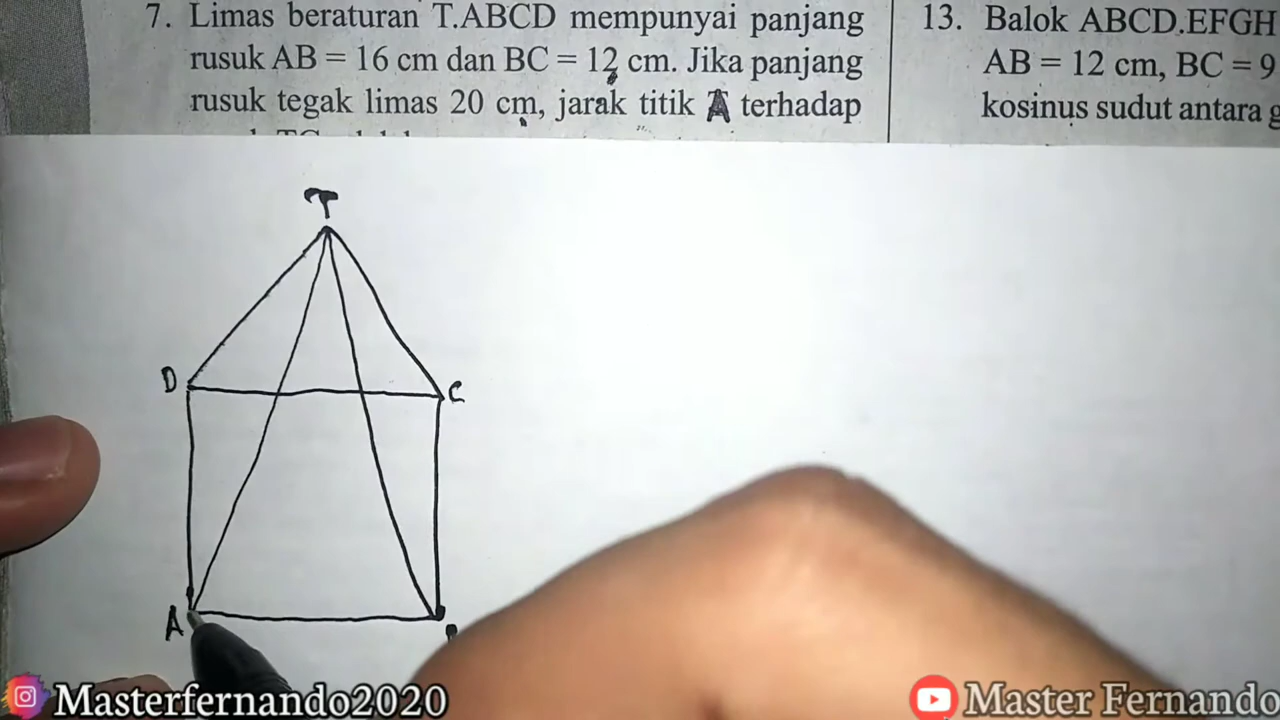 7. Limas beraturan T.ABCD mempunyai panjang
rusuk AB = 16 cm dan BC = 12 cm. Jika panjang
rusuk tegak limas 20 cm, jarak titik A terhadap
13. Balok ABCD.EFGH
AB = 12 cm, BC = 9
kosinus sudut antara
T
D
C
A
Masterfernando2020
Master Fernando